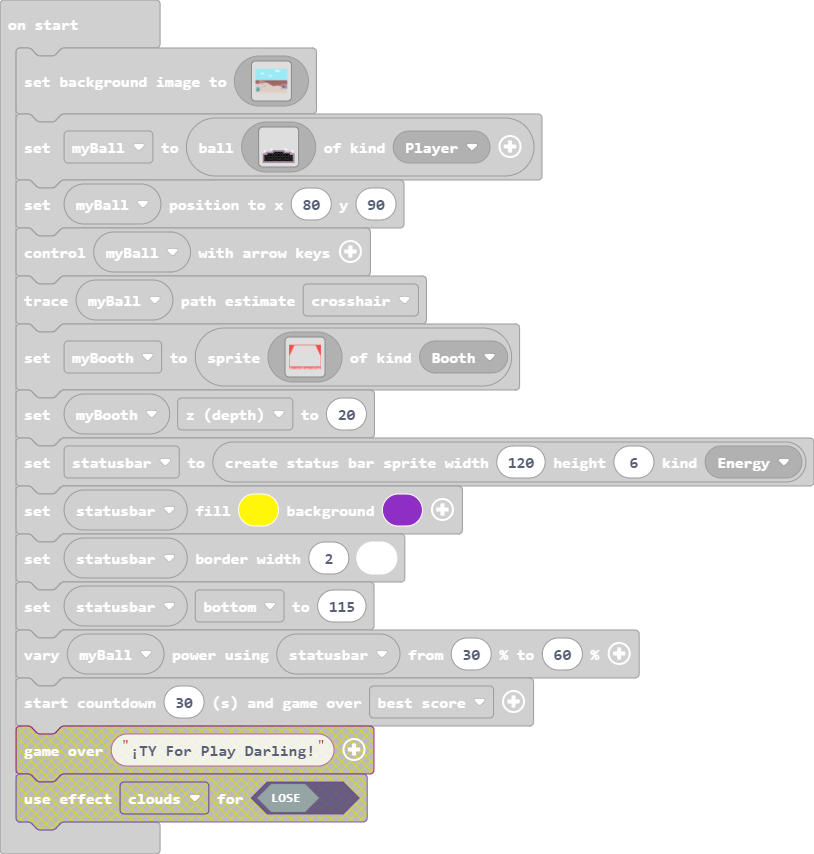 on start
set background image to
set myBall to ball of kind Player
set myBall position to x 80 y 90
control myBall with arrow keys
trace myBall path estimate crosshair
set myBooth to sprite of kind Booth
set myBooth z (depth) to 20
set statusbar to create status bar sprite width 120 height 6 kind Energy
set statusbar fill background
set statusbar border width 2
set statusbar bottom to 115
vary myBall power using statusbar from 30 % to 60 %
start countdown 30 (s) and game over best score
game over "¡TY For Play Darling!"
use effect clouds for LOSE